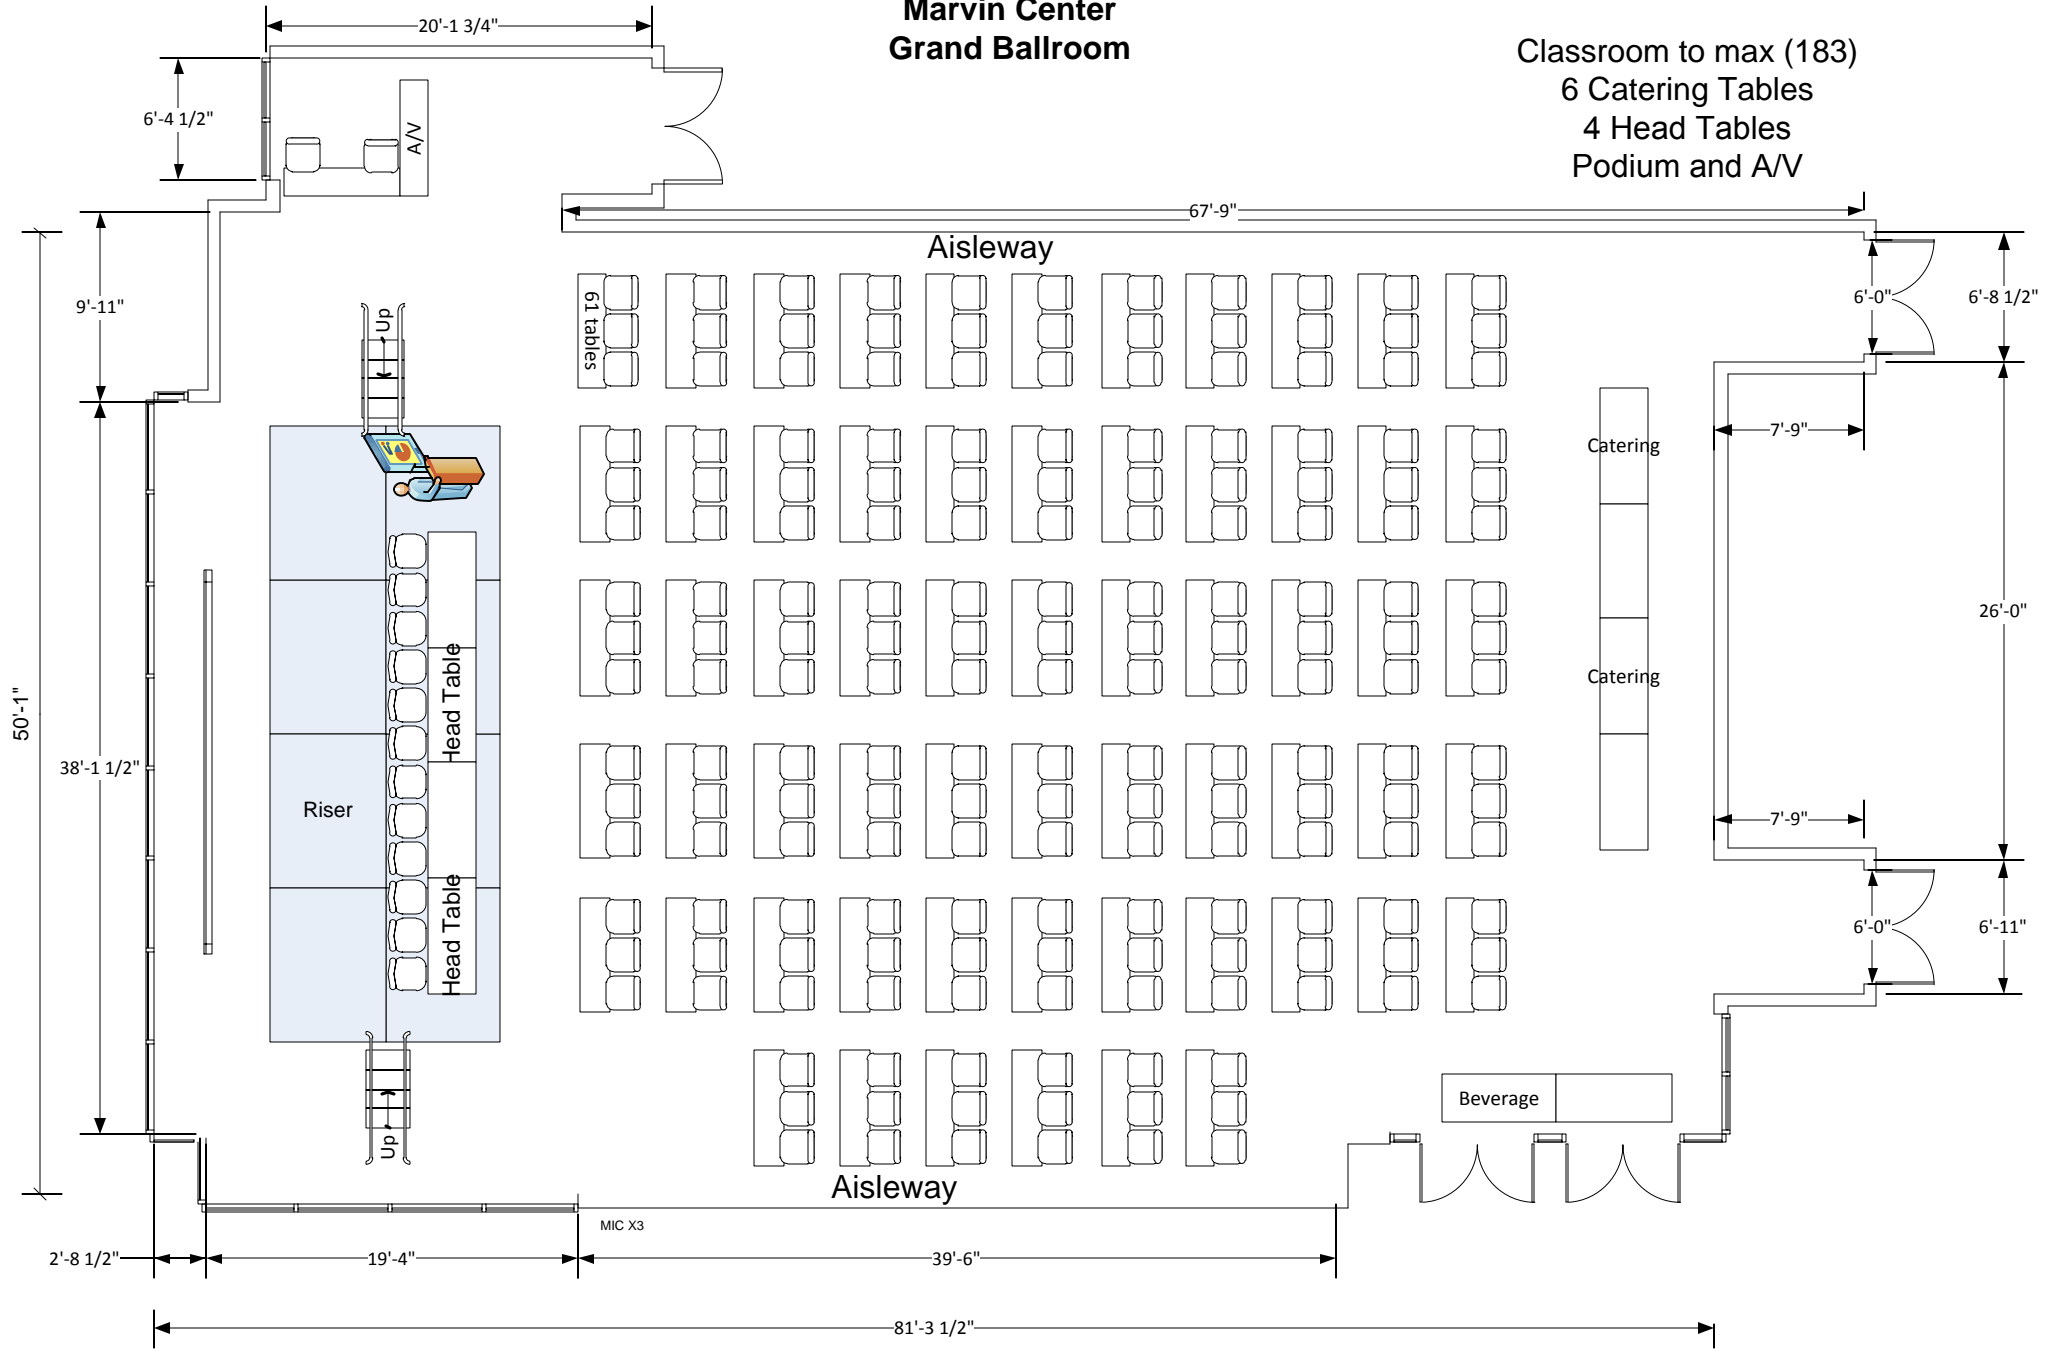 Marvin Center
Grand Ballroom
Classroom to max (183)
6 Catering Tables
4 Head Tables
Podium and A/V
20'-1 3/4"
6'-4 1/2"
A/V
67'-9"
Aisleway
9'-11"
Up
61 tables
6'-0"
6'-8 1/2"
7'-9"
Catering
26'-0"
Head Table
Catering
50'-1"
38'-1 1/2"
Riser
7'-9"
Head Table
6'-0"
6'-11"
Beverage
Up
Aisleway
MIC X3
2'-8 1/2"
19'-4"
39'-6"
81'-3 1/2"